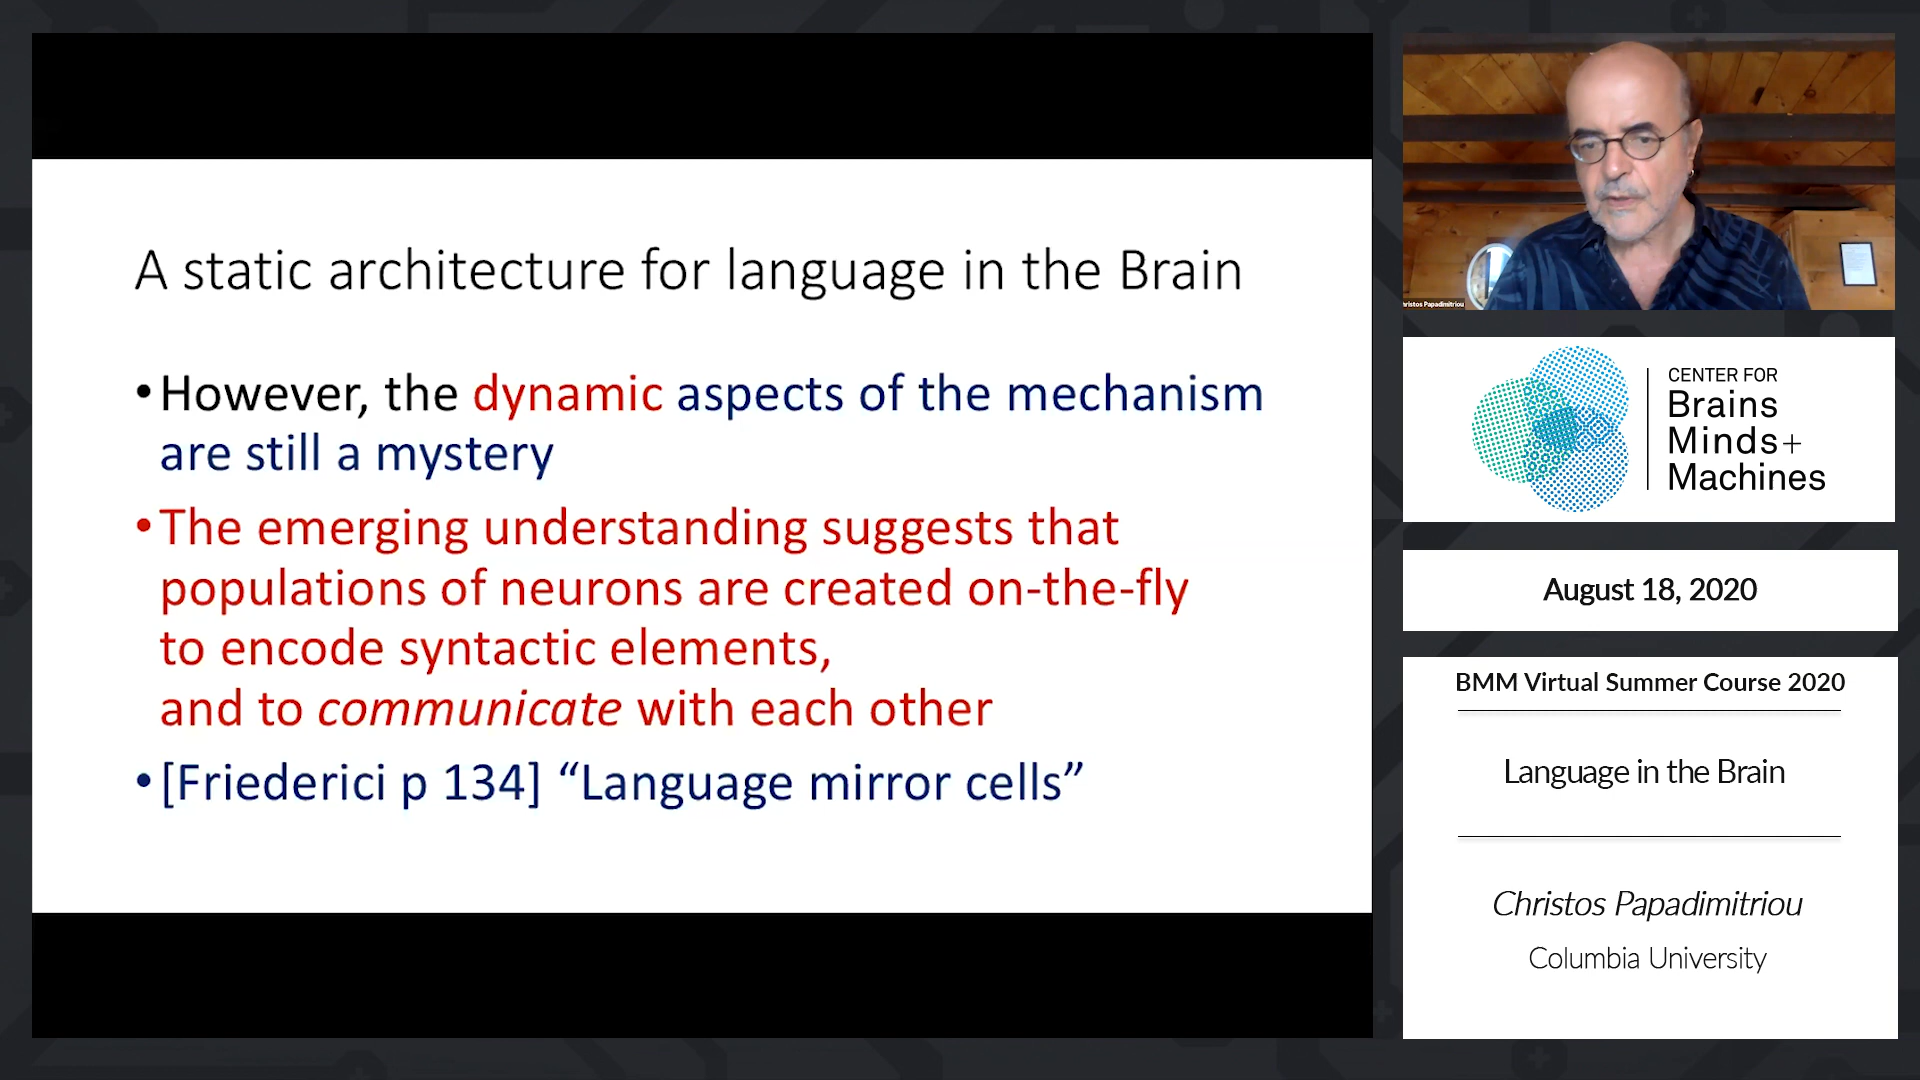 A static architecture for language in the Brain
•However, the dynamic aspects of the mechanism
are still a mystery
•The emerging understanding suggests that
populations of neurons are created on-the-fly
to encode syntactic elements,
and to communicate with each other
•[Friederici p 134] “Language mirror cells”
Christos Papadimitriou
CENTER FOR
Brains
Minds+
Machines
August 18, 2020
BMM Virtual Summer Course 2020
Language in the Brain
Christos Papadimitriou
Columbia University